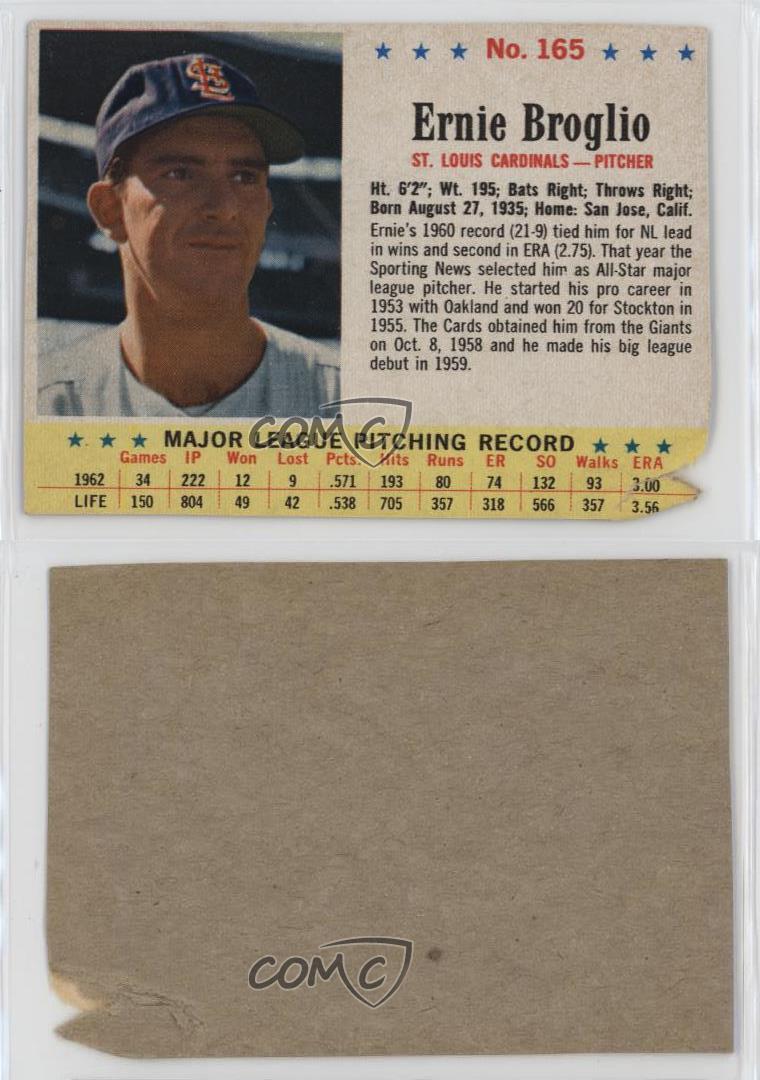 STL
No. 165
Ernie Broglio
ST. LOUIS CARDINALS — PITCHER
Ht. 6'2"; Wt. 195; Bats Right; Throws Right;
Born August 27, 1935; Home: San Jose, Calif.
Ernie's 1960 record (21-9) tied him for NL lead
in wins and second in ERA (2.75). That year the
Sporting News selected him as All-Star major
league pitcher. He started his pro career in
1953 with Oakland and won 20 for Stockton in
1955. The Cards obtained him from the Giants
on Oct. 8, 1958 and he made his big league
debut in 1959.
MAJOR LEAGUE PITCHING RECORD
Games IP Won Lost Pcts. Hits Runs ER SO Walks ERA
1962 34 222 12 9 .571 193 80 74 132 93 3.00
LIFE 150 804 49 42 .538 705 357 318 566 357 3.56
COMC
COMC